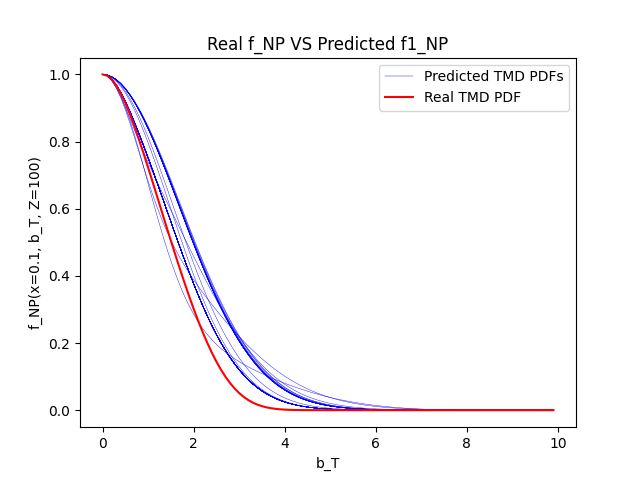 Real f_NP VS Predicted f1_NP
Predicted TMD PDFs
Real TMD PDF
f_NP(x=0.1, b_T, Z=100)
1.0
0.8
0.6
0.4
0.2
0.0
0 2 4 6 8 10
b_T